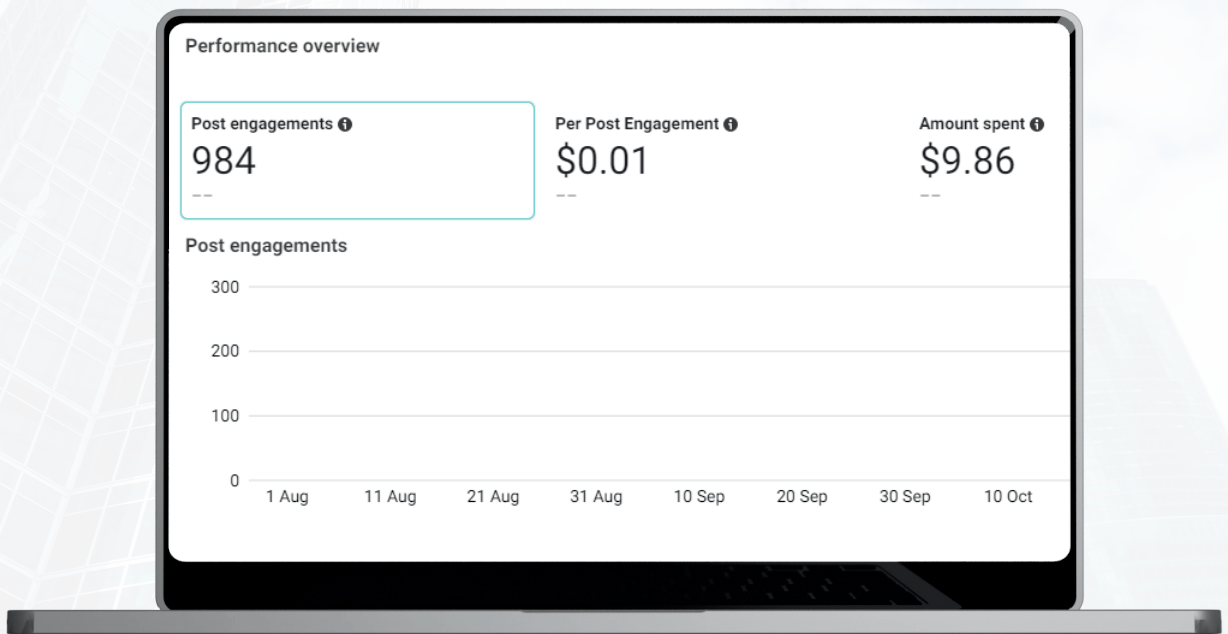 Performance overview
Post engagements Per Post Engagement Amount spent
984 $0.01 $9.86
-- -- --
Post engagements
300
200
100
0
1 Aug 11 Aug 21 Aug 31 Aug 10 Sep 20 Sep 30 Sep 10 Oct